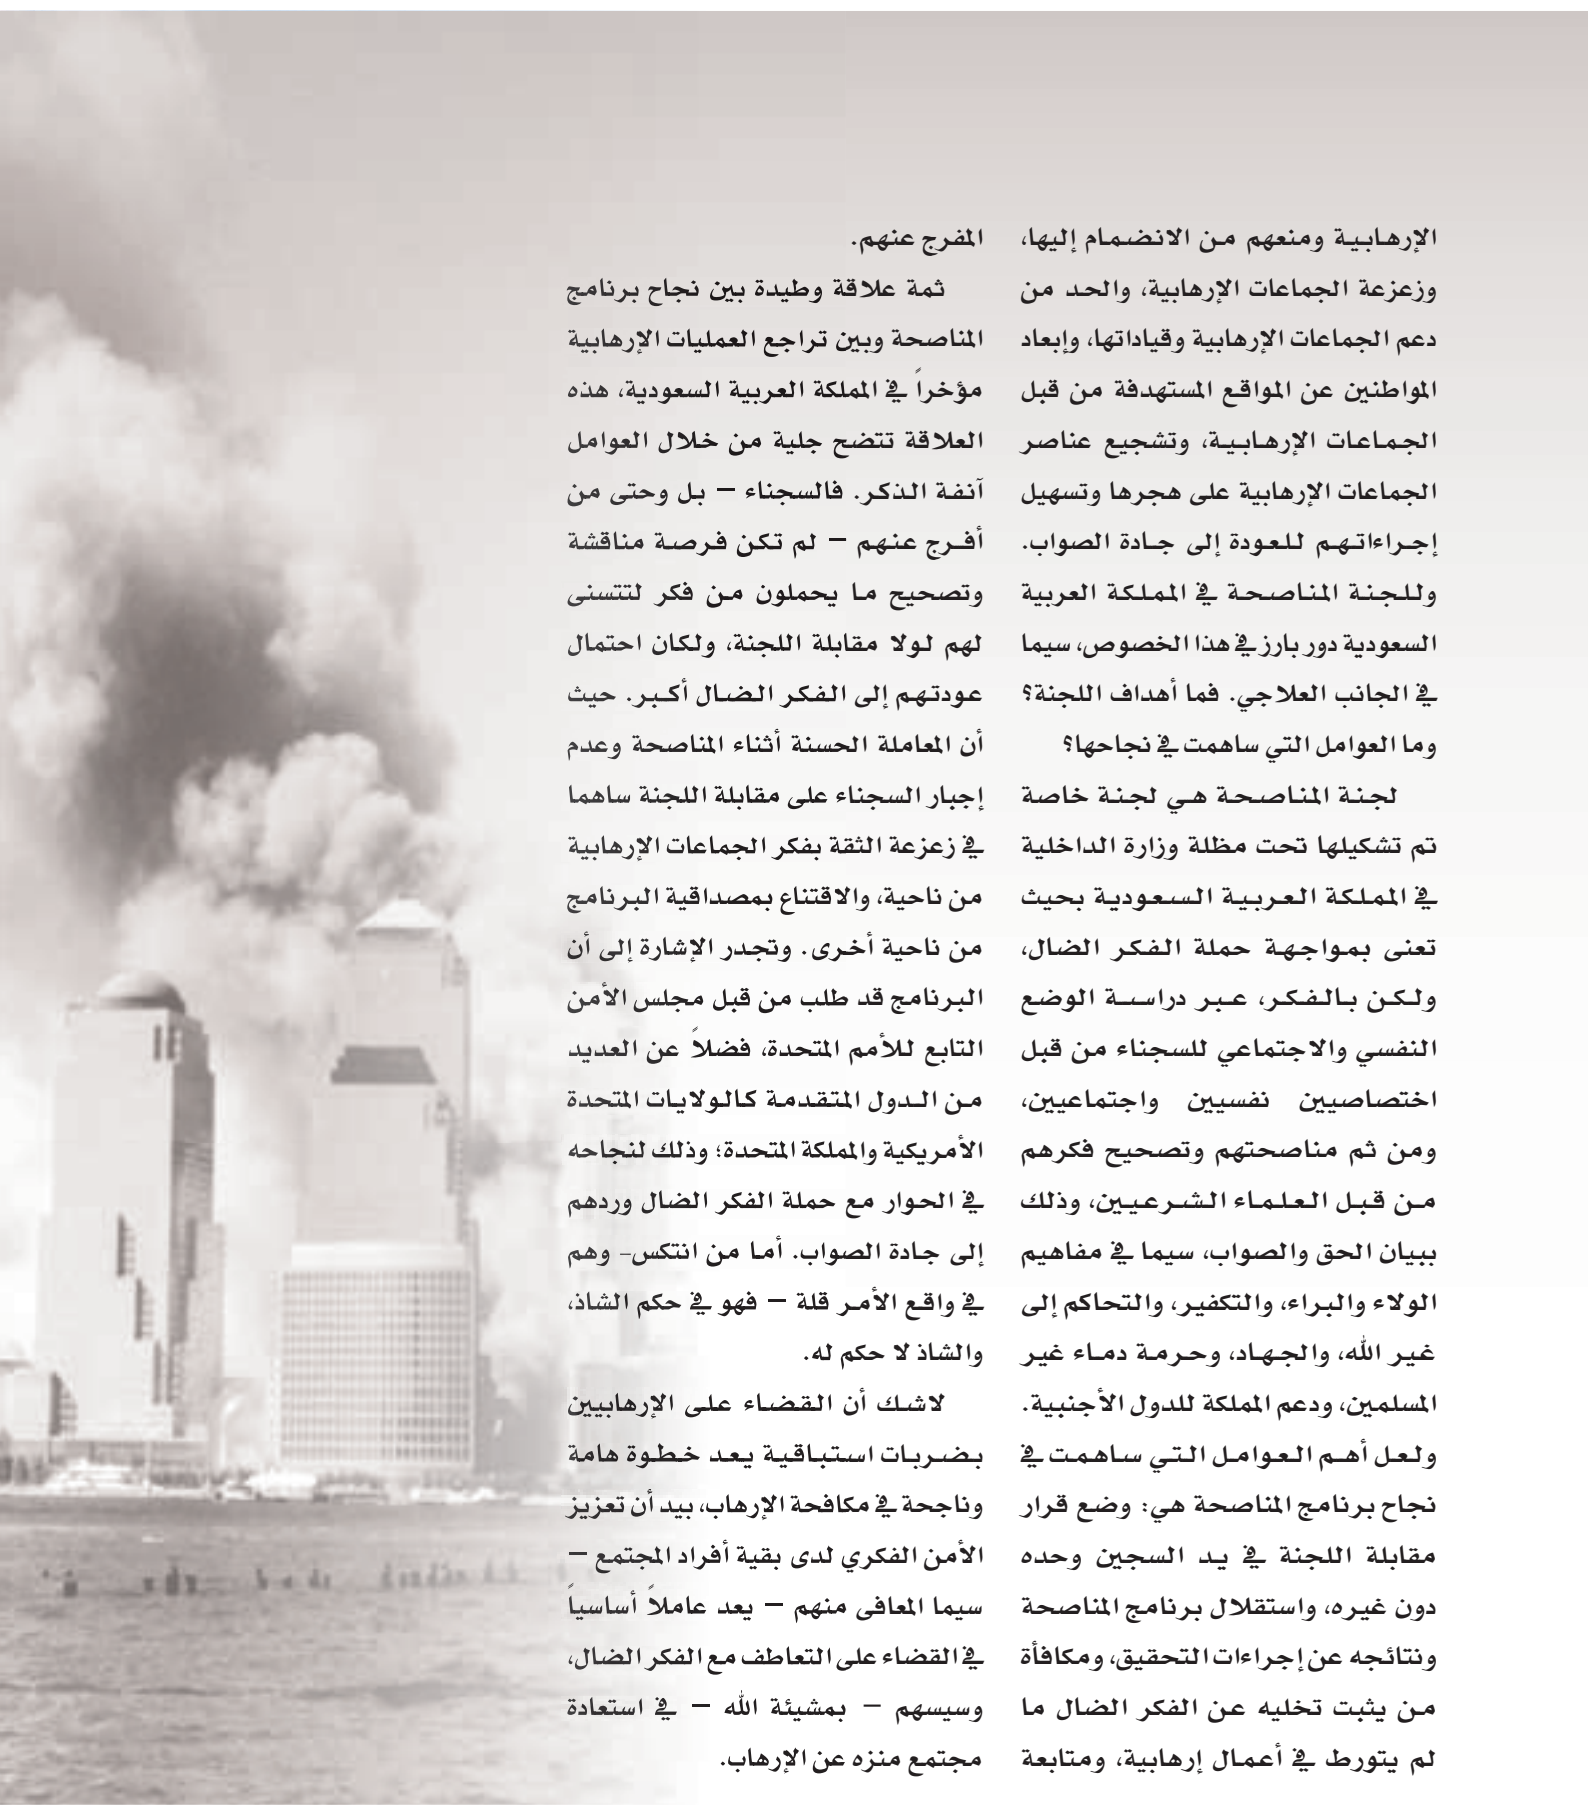 الإرهابية ومنعهم من الانضمام إليها،
وزعزعة الجماعات الإرهابية، والحد من
دعم الجماعات الإرهابية وقياداتها، وإبعاد
المواطنين عن المواقع المستهدفة من قبل
الجماعات الإرهابية، وتشجيع عناصر
الجماعات الإرهابية على هجرها وتسهيل
إجراءاتهم للعودة إلى جادة الصواب.
وللجنة المناصحة في المملكة العربية
السعودية دور بارز في هذا الخصوص، سيما
في الجانب العلاجي. فما أهداف اللجنة؟
وما العوامل التي ساهمت في نجاحها؟
لجنة المناصحة هي لجنة خاصة
تم تشكيلها تحت مظلة وزارة الداخلية
في المملكة العربية السعودية بحيث
تعنى بمواجهة حملة الفكر الضال،
ولكن بالفكر، عبر دراسة الوضع
النفسي والاجتماعي للسجناء من قبل
اختصاصيين نفسيين واجتماعيين،
ومن ثم مناصحتهم وتصحيح فكرهم
من قبل العلماء الشرعيين، وذلك
ببيان الحق والصواب، سيما في مفاهيم
الولاء والبراء، والتكفير، والتحاكم إلى
غير الله، والجهاد، وحرمة دماء غير
المسلمين، ودعم المملكة للدول الأجنبية.
ولعل أهم العوامل التي ساهمت في
نجاح برنامج المناصحة هي: وضع قرار
مقابلة اللجنة في يد السجين وحده
دون غيره، واستقلال برنامج المناصحة
ونتائجه عن إجراءات التحقيق، ومكافأة
من يثبت تخليه عن الفكر الضال ما
لم يتورط في أعمال إرهابية، ومتابعة
المفرج عنهم.
ثمة علاقة وطيدة بين نجاح برنامج
المناصحة وبين تراجع العمليات الإرهابية
مؤخراً في المملكة العربية السعودية، هذه
العلاقة تتضح جلية من خلال العوامل
آنفة الذكر. فالسجناء – بل وحتى من
أفرج عنهم – لم تكن فرصة مناقشة
وتصحيح ما يحملون من فكر لتتسنى
لهم لولا مقابلة اللجنة، ولكان احتمال
عودتهم إلى الفكر الضال أكبر. حيث
أن المعاملة الحسنة أثناء المناصحة وعدم
إجبار السجناء على مقابلة اللجنة ساهما
في زعزعة الثقة بفكر الجماعات الإرهابية
من ناحية، والاقتناع بمصداقية البرنامج
من ناحية أخرى. وتجدر الإشارة إلى أن
البرنامج قد طلب من قبل مجلس الأمن
التابع للأمم المتحدة، فضلاً عن العديد
من الدول المتقدمة كالولايات المتحدة
الأمريكية والمملكة المتحدة؛ وذلك لنجاحه
في الحوار مع حملة الفكر الضال وردهم
إلى جادة الصواب. أما من انتكس- وهم
في واقع الأمر قلة – فهو في حكم الشاذ،
والشاذ لا حكم له.
لاشك أن القضاء على الإرهابيين
بضربات استباقية يعد خطوة هامة
وناجحة في مكافحة الإرهاب، بيد أن تعزيز
الأمن الفكري لدى بقية أفراد المجتمع –
سيما المعافى منهم – يعد عاملاً أساسياً
في القضاء على التعاطف مع الفكر الضال،
وسيسهم – بمشيئة الله – في استعادة
مجتمع منزه عن الإرهاب.